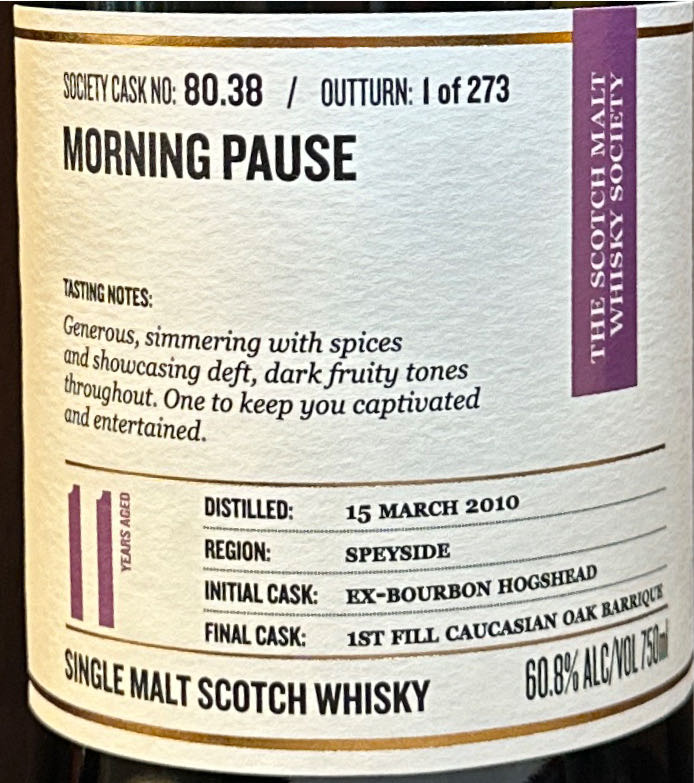 SOCIETY CASK NO: 80.38 / OUTTURN: 1 of 273
MORNING PAUSE
THE SCOTCH MALT
WHISKY SOCIETY
TASTING NOTES:
Generous, simmering with spices
and showcasing deft, dark fruity tones
throughout. One to keep you captivated
and entertained.
11
YEARS AGED
DISTILLED: 15 MARCH 2010
REGION: SPEYSIDE
INITIAL CASK: EX-BOURBON HOGSHEAD
FINAL CASK: 1ST FILL CAUCASIAN OAK BARRIQUE
SINGLE MALT SCOTCH WHISKY
60.8% ALC/VOL 750ml